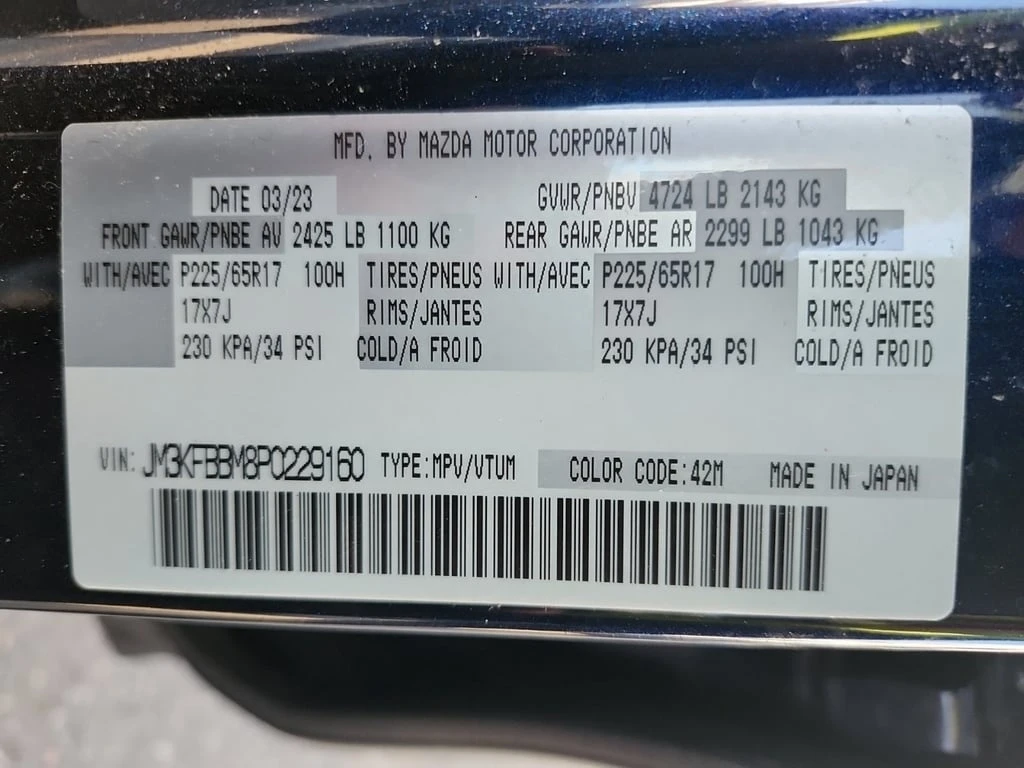 MFD. BY MAZDA MOTOR CORPORATION
DATE 03/23 GVWR/PNBV 4724 LB 2143 KG
FRONT GAWR/PNBE AV 2425 LB 1100 KG REAR GAWR/PNBE AR 2299 LB 1043 KG
WITH/AVEC P225/65R17 100H TIRES/PNEUS WITH/AVEC P225/65R17 100H TIRES/PNEUS
17X7J RIMS/JANTES 17X7J RIMS/JANTES
230 KPA/34 PSI COLD/A FROID 230 KPA/34 PSI COLD/A FROID
VIN: JM3KFBBM8P0229160 TYPE:MPV/VTUM COLOR CODE:42M MADE IN JAPAN